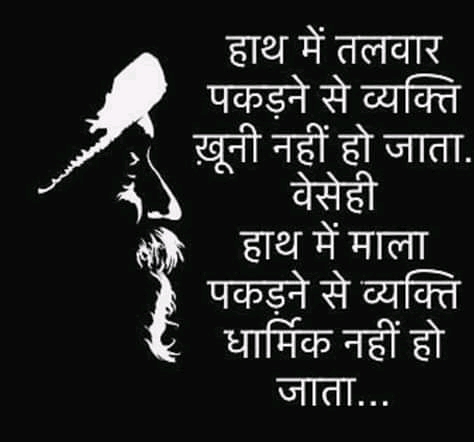 हाथ में तलवार
पकड़ने से व्यक्ति
ख़ूनी नहीं हो जाता.
वेसेही
हाथ में माला
पकड़ने से व्यक्ति
धार्मिक नहीं हो
जाता...